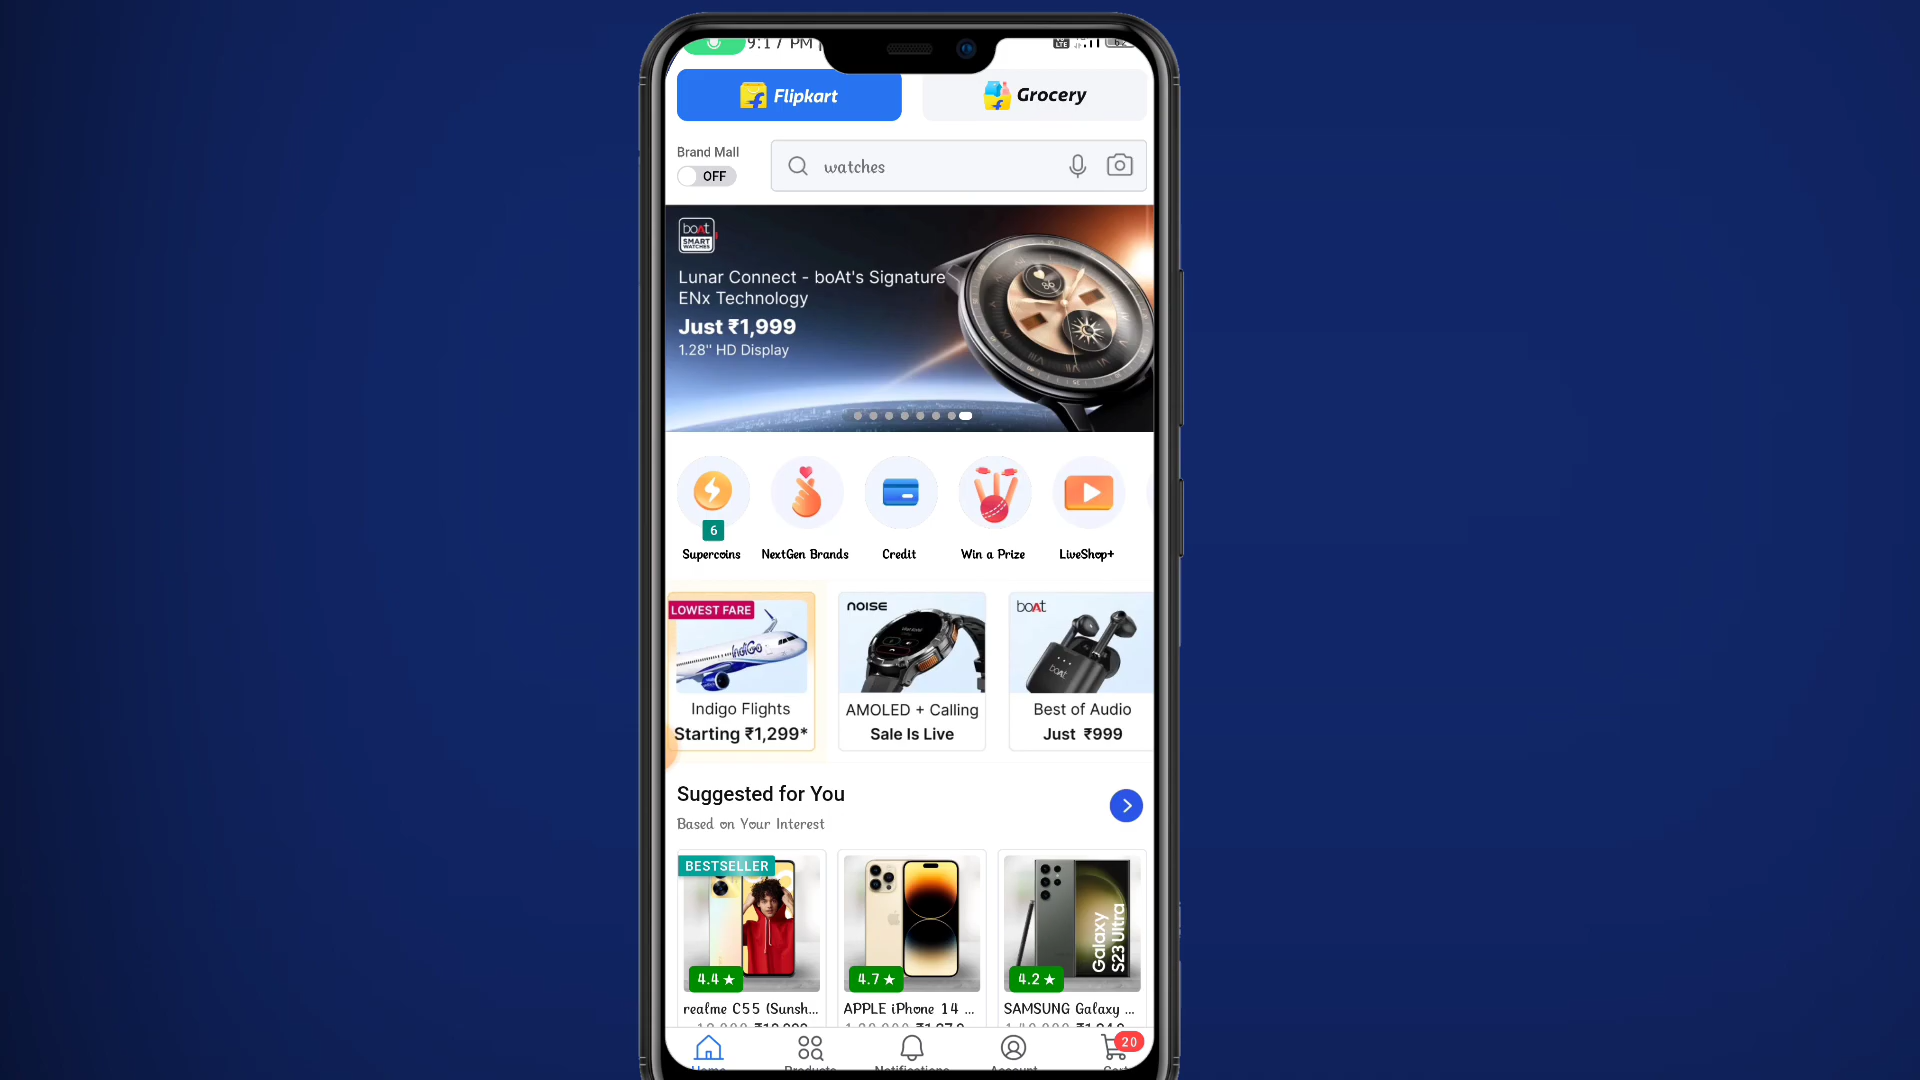 9:17 PM
Flipkart
Grocery
Brand Mall
OFF
watches
boAt
SMART
WATCHES
Lunar Connect - boAt's Signature
ENx Technology
Just ₹1,999
1.28" HD Display
6
Supercoins
NextGen Brands
Credit
Win a Prize
LiveShop+
LOWEST FARE
IndiGo
Indigo Flights
Starting ₹1,299*
NOISE
AMOLED + Calling
Sale Is Live
boAt
boAt
Best of Audio
Just ₹999
Suggested for You
Based on Your Interest
BESTSELLER
Galaxy
S23 Ultra
4.4 ★
4.7 ★
4.2 ★
realme C55 (Sunsh...
APPLE iPhone 14 ...
SAMSUNG Galaxy ...
20
Home
Products
Notifications
Account
Cart